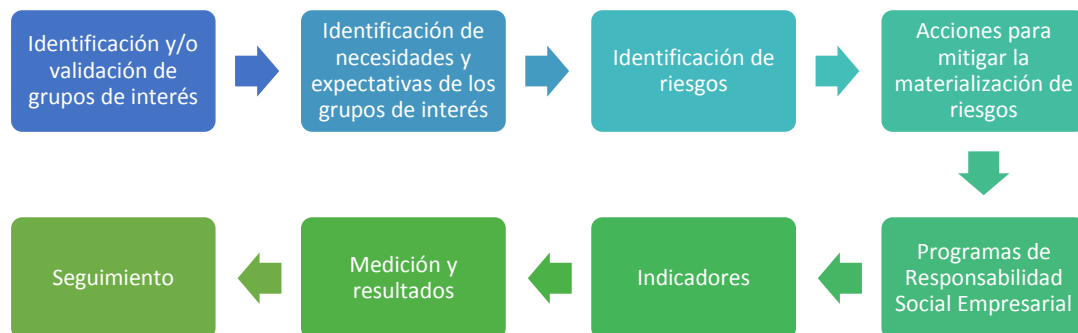 Identificación y/o
validación de
grupos de interés
Identificación de
necesidades y
expectativas de los
grupos de interés
Identificación de
riesgos
Acciones para
mitigar la
materialización de
riesgos
Programas de
Responsabilidad
Social Empresarial
Indicadores
Medición y
resultados
Seguimiento